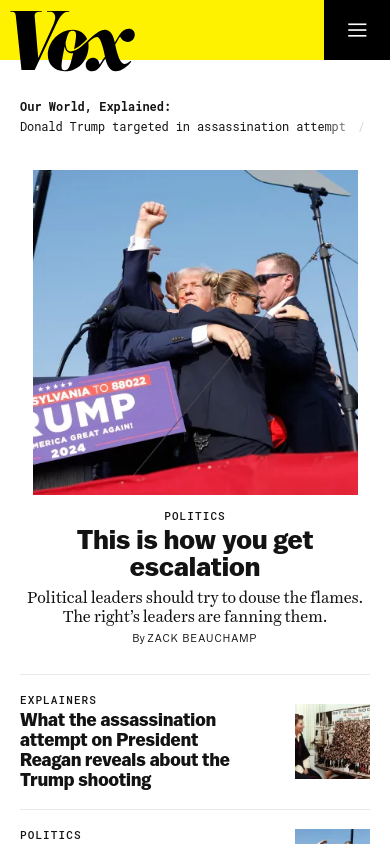 Vox
Our World, Explained:
Donald Trump targeted in assassination attempt /
SYLVANIA TO 88022
RUMP
MERICA GREAT AGAIN!
2024
POLITICS
This is how you get
escalation
Political leaders should try to douse the flames.
The right's leaders are fanning them.
By ZACK BEAUCHAMP
EXPLAINERS
What the assassination
attempt on President
Reagan reveals about the
Trump shooting
POLITICS